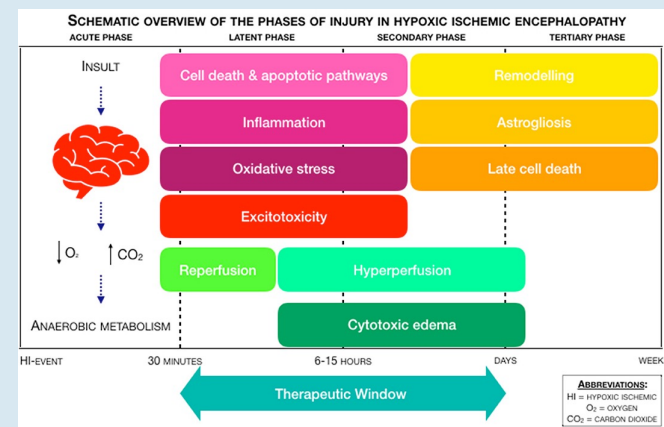 SCHEMATIC OVERVIEW OF THE PHASES OF INJURY IN HYPOXIC ISCHEMIC ENCEPHALOPATHY
ACUTE PHASE LATENT PHASE SECONDARY PHASE TERTIARY PHASE
INSULT
Cell death & apoptotic pathways
Remodelling
Inflammation
Astrogliosis
Oxidative stress
Late cell death
Excitotoxicity
↓O₂ ↑CO₂
Reperfusion
Hyperperfusion
ANAEROBIC METABOLISM
Cytotoxic edema
HI-EVENT 30 MINUTES 6-15 HOURS DAYS WEEK
Therapeutic Window
ABBREVIATIONS:
HI = HYPOXIC ISCHEMIC
O₂ = OXYGEN
CO₂ = CARBON DIOXIDE